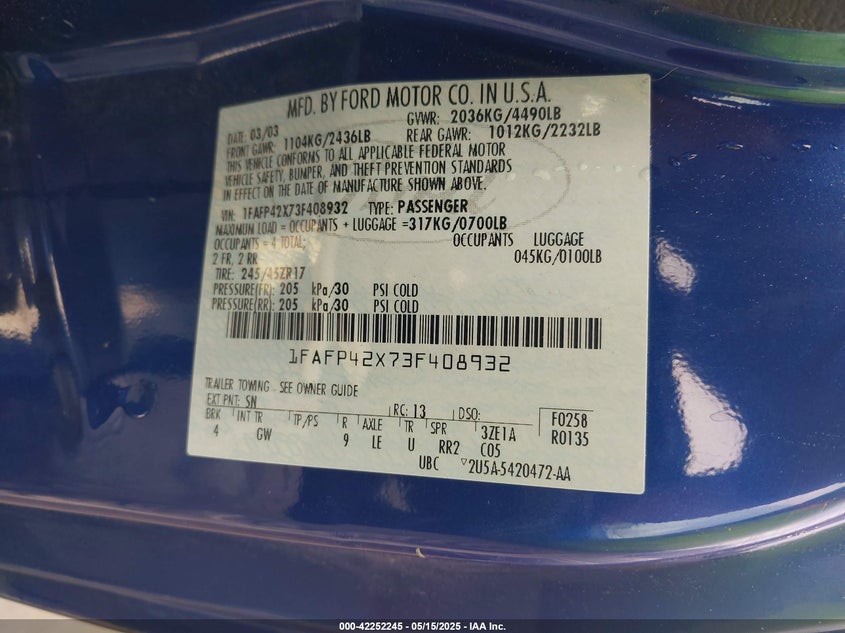 MFD. BY FORD MOTOR CO. IN U.S.A.
DATE: 03/03 GVWR: 2036KG/4490LB
FRONT GAWR: 1104KG/2436LB REAR GAWR: 1012KG/2232LB
THIS VEHICLE CONFORMS TO ALL APPLICABLE FEDERAL MOTOR
VEHICLE SAFETY, BUMPER, AND THEFT PREVENTION STANDARDS
IN EFFECT ON THE DATE OF MANUFACTURE SHOWN ABOVE.
VIN: 1FAFP42X73F408932 TYPE: PASSENGER
MAXIMUM LOAD = OCCUPANTS + LUGGAGE =317KG/0700LB
OCCUPANTS = 4 TOTAL; OCCUPANTS LUGGAGE
2 FR, 2 RR 045KG/0100LB
TIRE: 245/45ZR17
PRESSURE(FR): 205 kPa/30 PSI COLD
PRESSURE(RR): 205 kPa/30 PSI COLD
1FAFP42X73F408932
TRAILER TOWING - SEE OWNER GUIDE
EXT PNT: SN RC: 13 DSO: F0258
BRK INT TR TP/PS R AXLE TR SPR 3ZE1A R0135
4 GW 9 LE U RR2 C05
UBC ▽2U5A-5420472-AA
000-42252245 - 05/15/2025 - IAA Inc.